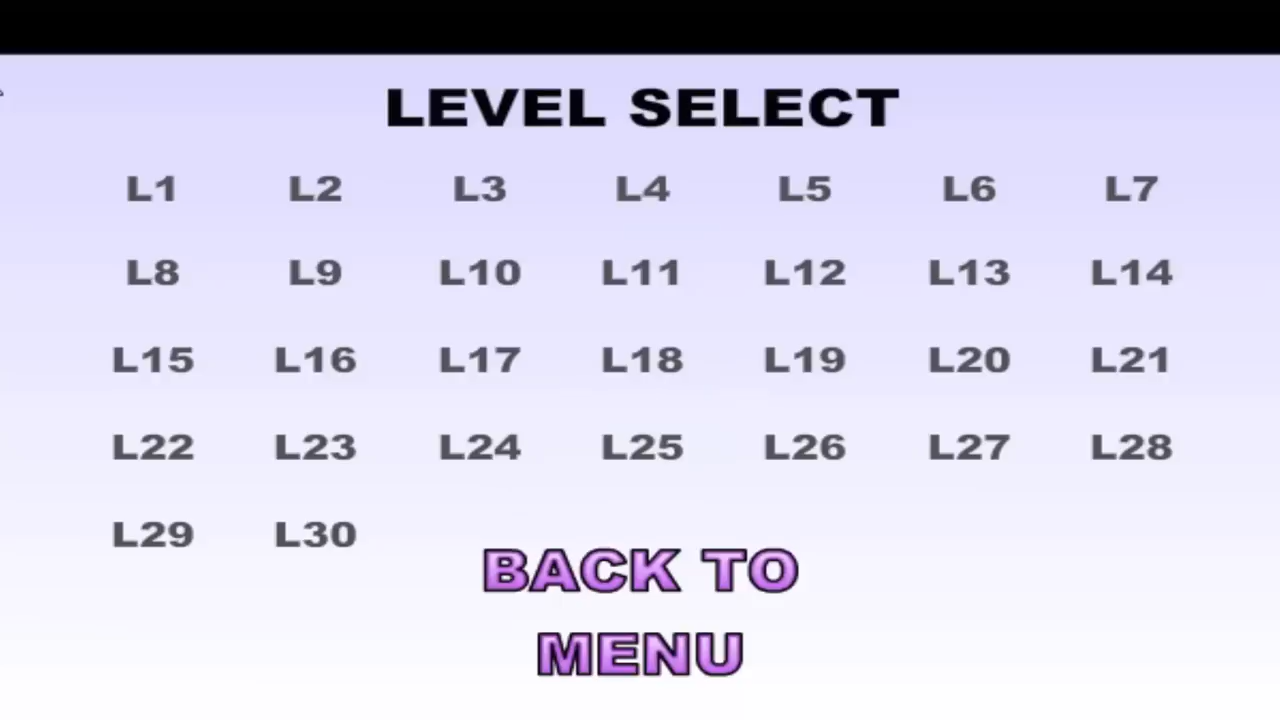 LEVEL SELECT
L1 L2 L3 L4 L5 L6 L7
L8 L9 L10 L11 L12 L13 L14
L15 L16 L17 L18 L19 L20 L21
L22 L23 L24 L25 L26 L27 L28
L29 L30
BACK TO
MENU